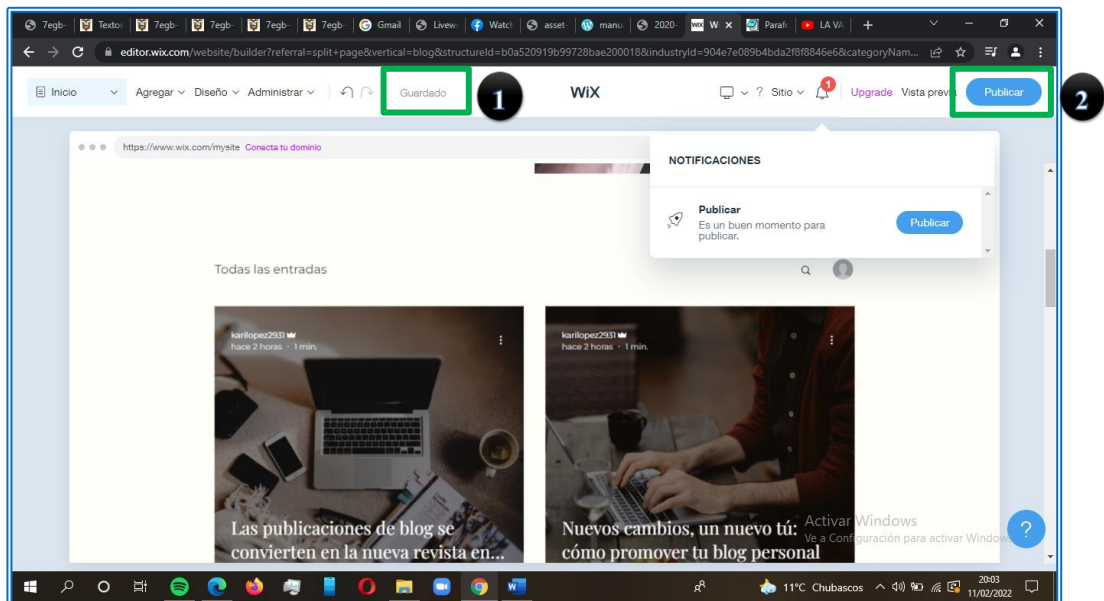 7egb- Textos 7egb- 7egb- 7egb- 7egb- Gmail Livew Watch asset- manu 2020- W Parafr LA VA
editor.wix.com/website/builder?referral=split+page&vertical=blog&structureId=b0a520919b99728bae200018&industryId=904e7e089b4bda2f8f8846e6&categoryNam...
Inicio Agregar Diseño Administrar Guardado 1 WiX ? Sitio 1 Upgrade Vista previa Publicar 2
https://www.wix.com/mysite Conecta tu dominio
NOTIFICACIONES
Publicar
Es un buen momento para
publicar.
Publicar
Todas las entradas
karilopez2931
hace 2 horas · 1 min.
Las publicaciones de blog se
convierten en la nueva revista en...
karilopez2931
hace 2 horas · 1 min.
Nuevos cambios, un nuevo tú:
cómo promover tu blog personal
Activar Windows
Ve a Configuración para activar Windows
?
11°C Chubascos
20:03
11/02/2022